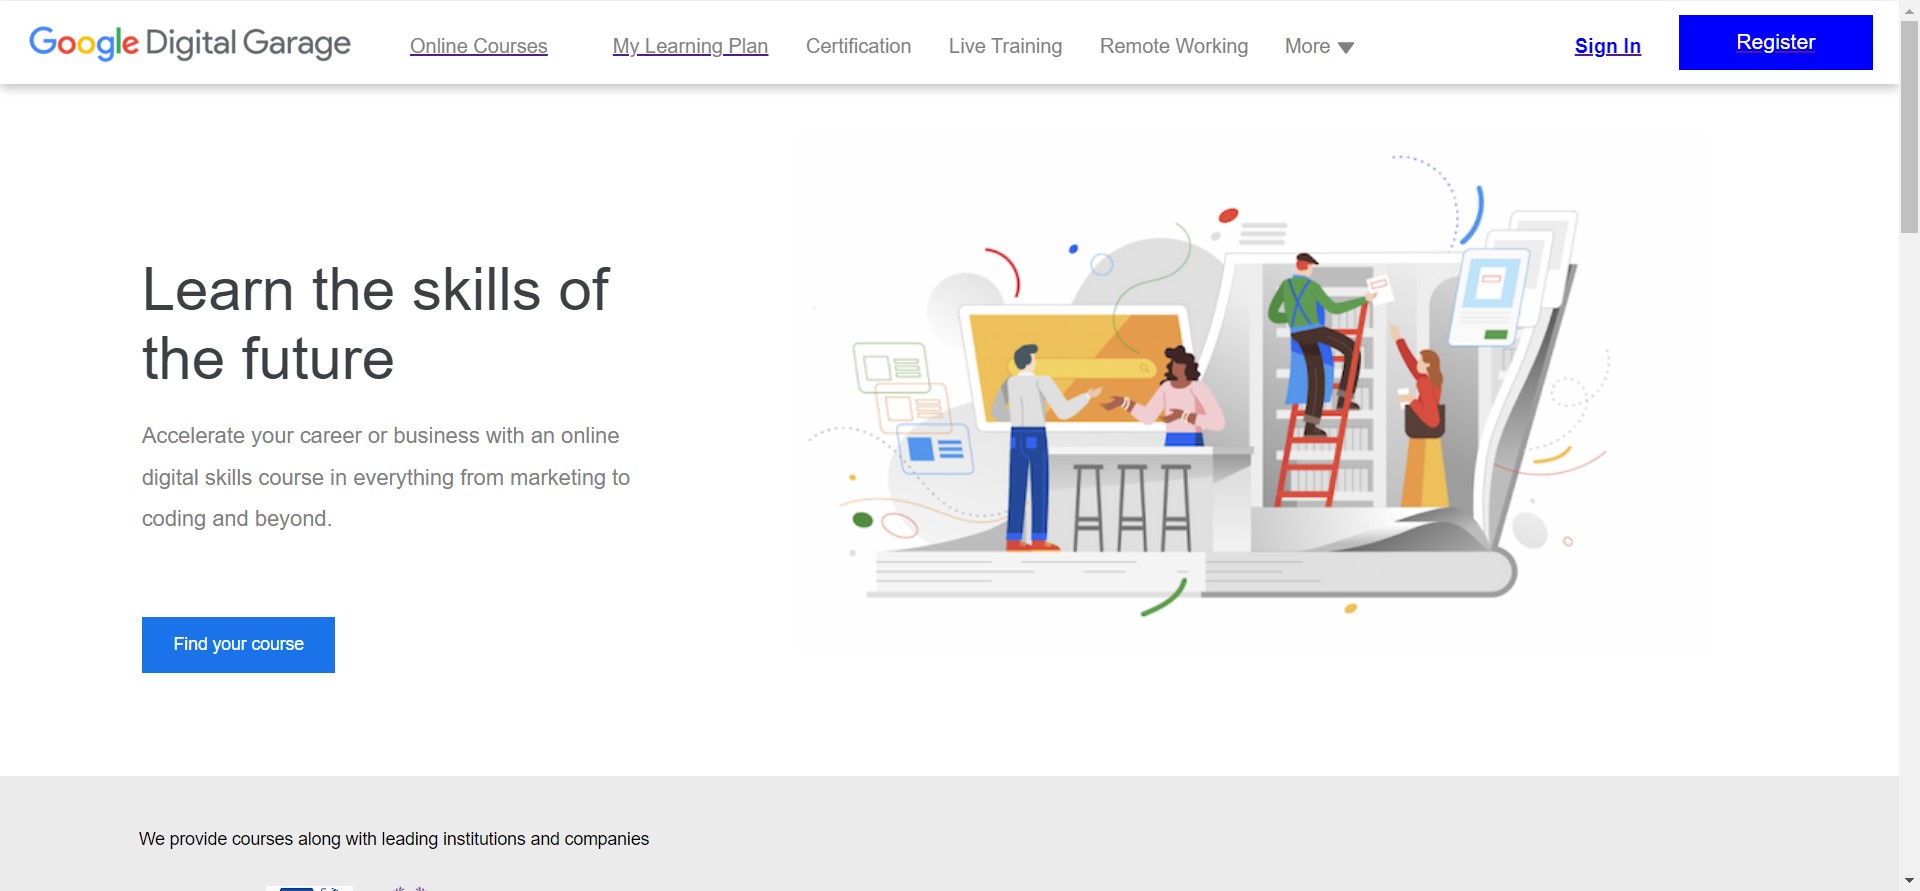 Google Digital Garage Online Courses My Learning Plan Certification Live Training Remote Working More Sign In Register
Learn the skills of
the future
Accelerate your career or business with an online
digital skills course in everything from marketing to
coding and beyond.
Find your course
We provide courses along with leading institutions and companies